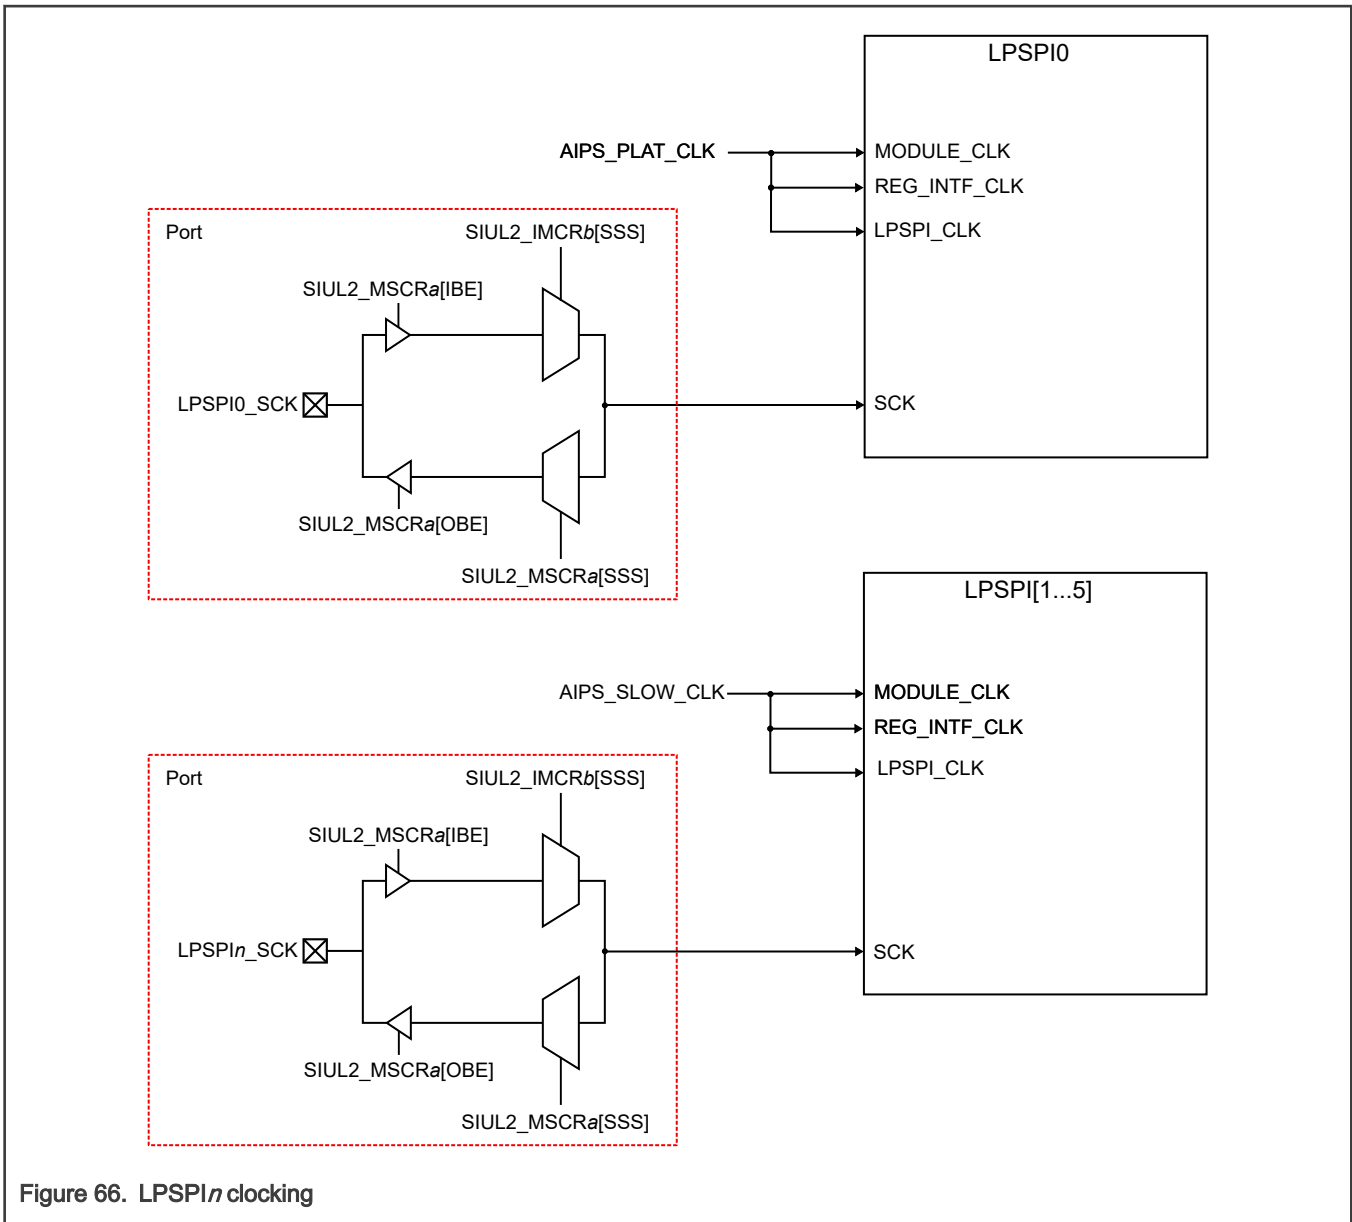 LPSPI0
AIPS_PLAT_CLK
MODULE_CLK
REG_INTF_CLK
LPSPI_CLK
Port
SIUL2_IMCRb[SSS]
SIUL2_MSCRa[IBE]
LPSPI0_SCK
SCK
SIUL2_MSCRa[OBE]
SIUL2_MSCRa[SSS]
LPSPI[1...5]
AIPS_SLOW_CLK
MODULE_CLK
REG_INTF_CLK
LPSPI_CLK
Port
SIUL2_IMCRb[SSS]
SIUL2_MSCRa[IBE]
LPSPIn_SCK
SCK
SIUL2_MSCRa[OBE]
SIUL2_MSCRa[SSS]
Figure 66. LPSPIn clocking